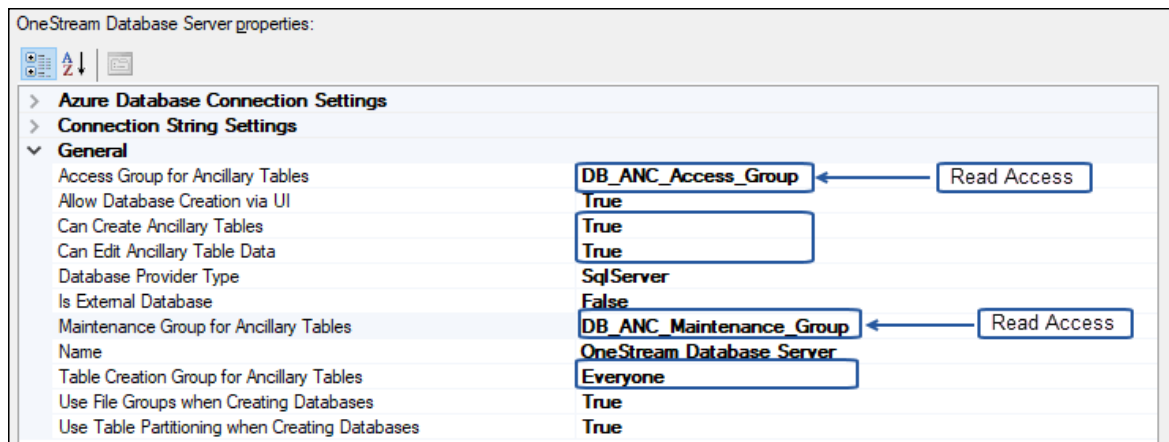 OneStream Database Server properties:
Azure Database Connection Settings
Connection String Settings
General
Access Group for Ancillary Tables DB_ANC_Access_Group Read Access
Allow Database Creation via UI True
Can Create Ancillary Tables True
Can Edit Ancillary Table Data True
Database Provider Type SqlServer
Is External Database False
Maintenance Group for Ancillary Tables DB_ANC_Maintenance_Group Read Access
Name OneStream Database Server
Table Creation Group for Ancillary Tables Everyone
Use File Groups when Creating Databases True
Use Table Partitioning when Creating Databases True